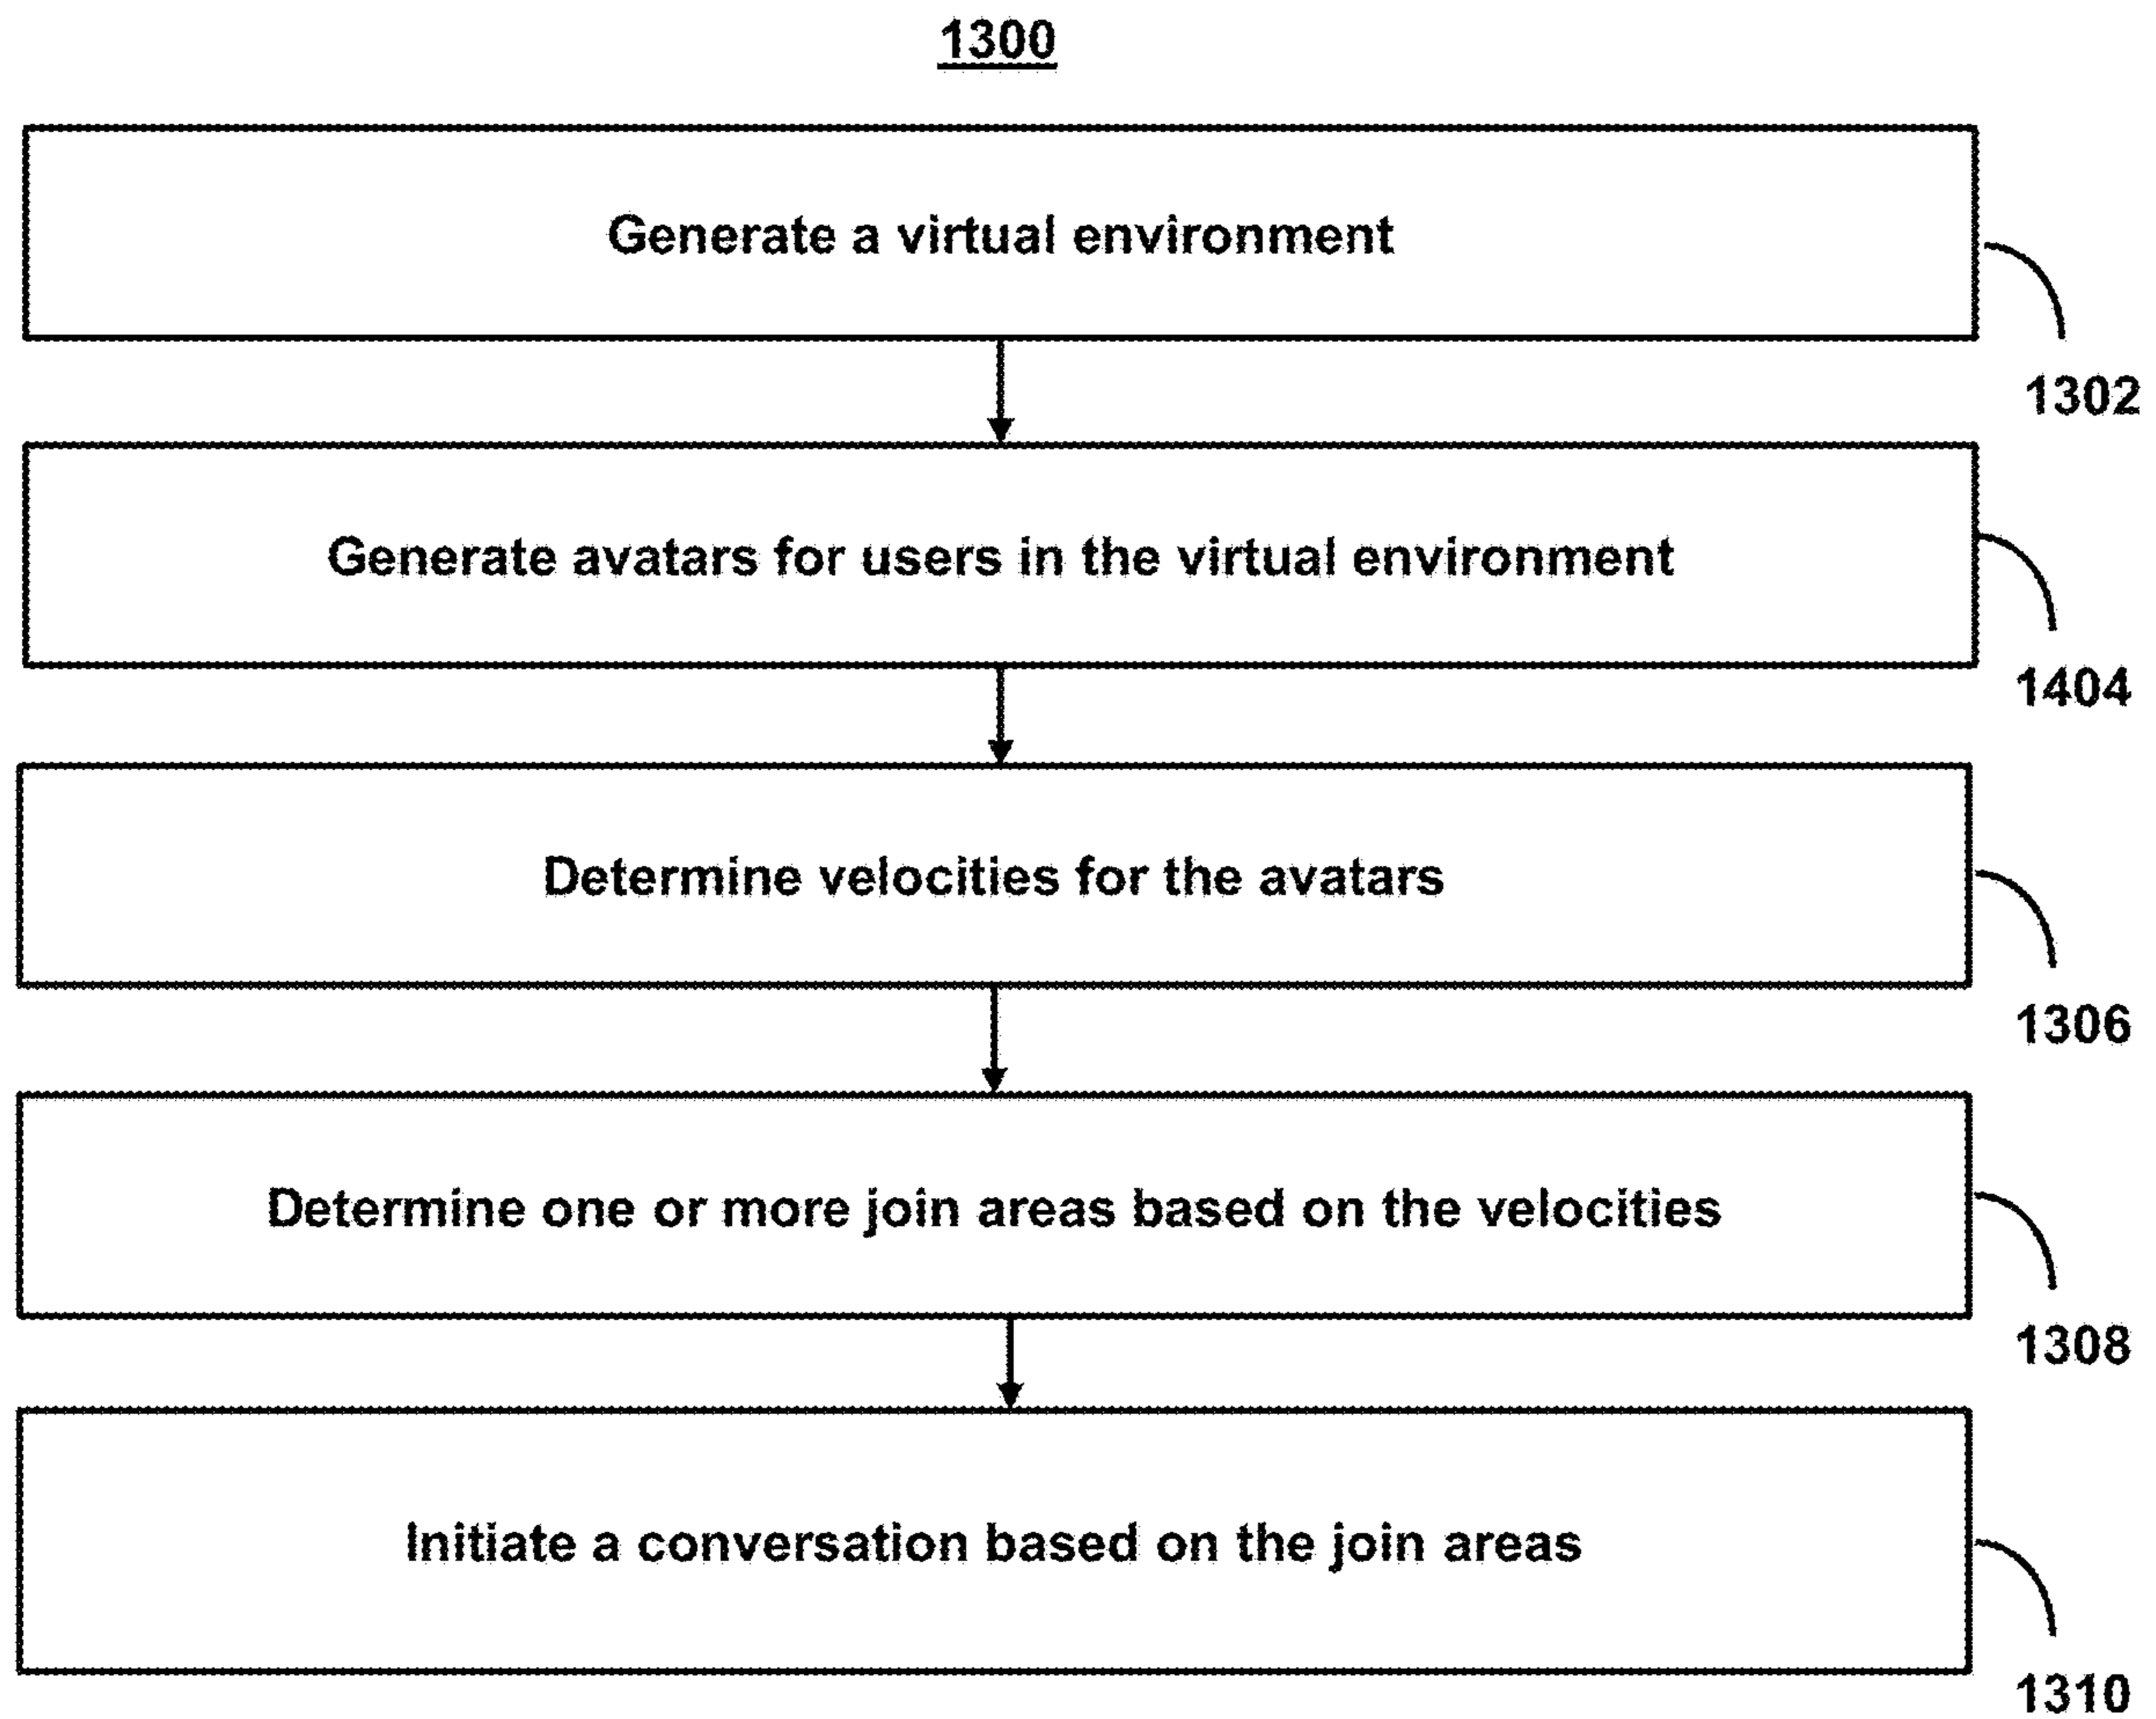 1300
Generate a virtual environment
1302
Generate avatars for users in the virtual environment
1404
Determine velocities for the avatars
1306
Determine one or more join areas based on the velocities
1308
Initiate a conversation based on the join areas
1310